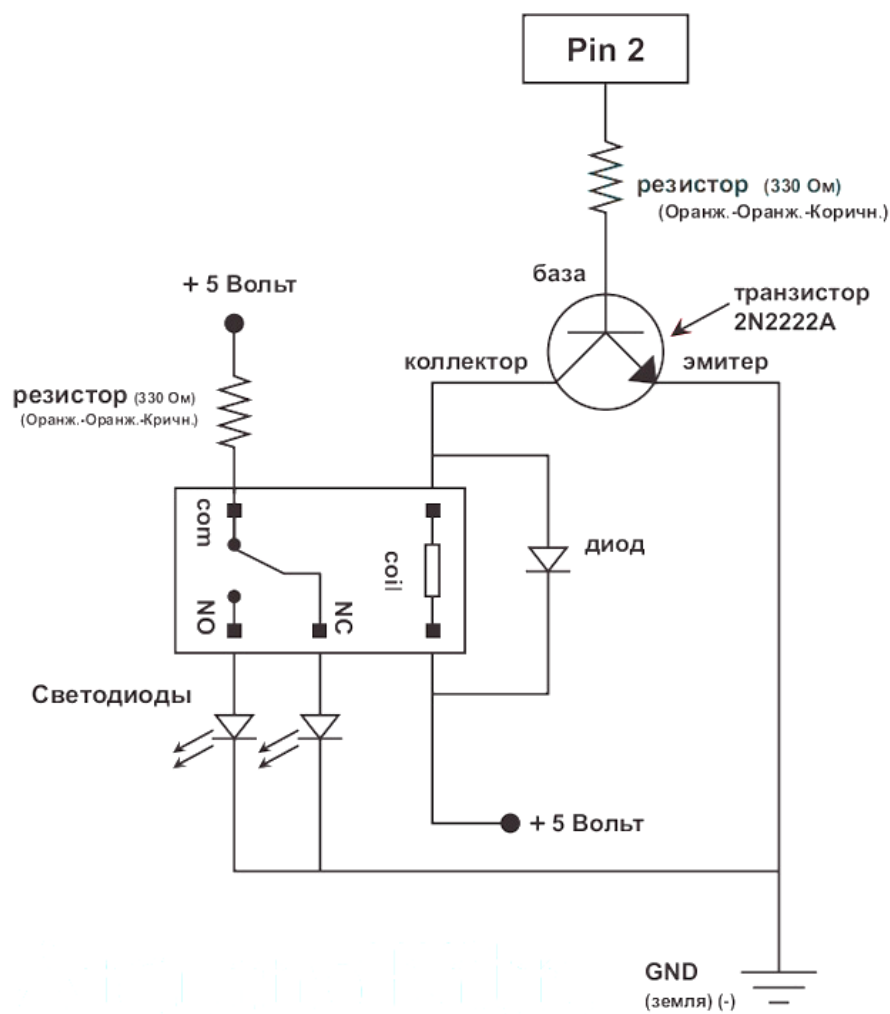 Pin 2
резистор (330 Ом)
(Оранж.-Оранж.-Коричн.)
база
транзистор
2N2222A
+ 5 Вольт
коллектор
эмитер
резистор (330 Ом)
(Оранж.-Оранж.-Кричн.)
com
coil
диод
NO
NC
Светодиоды
+ 5 Вольт
GND
(земля) (-)